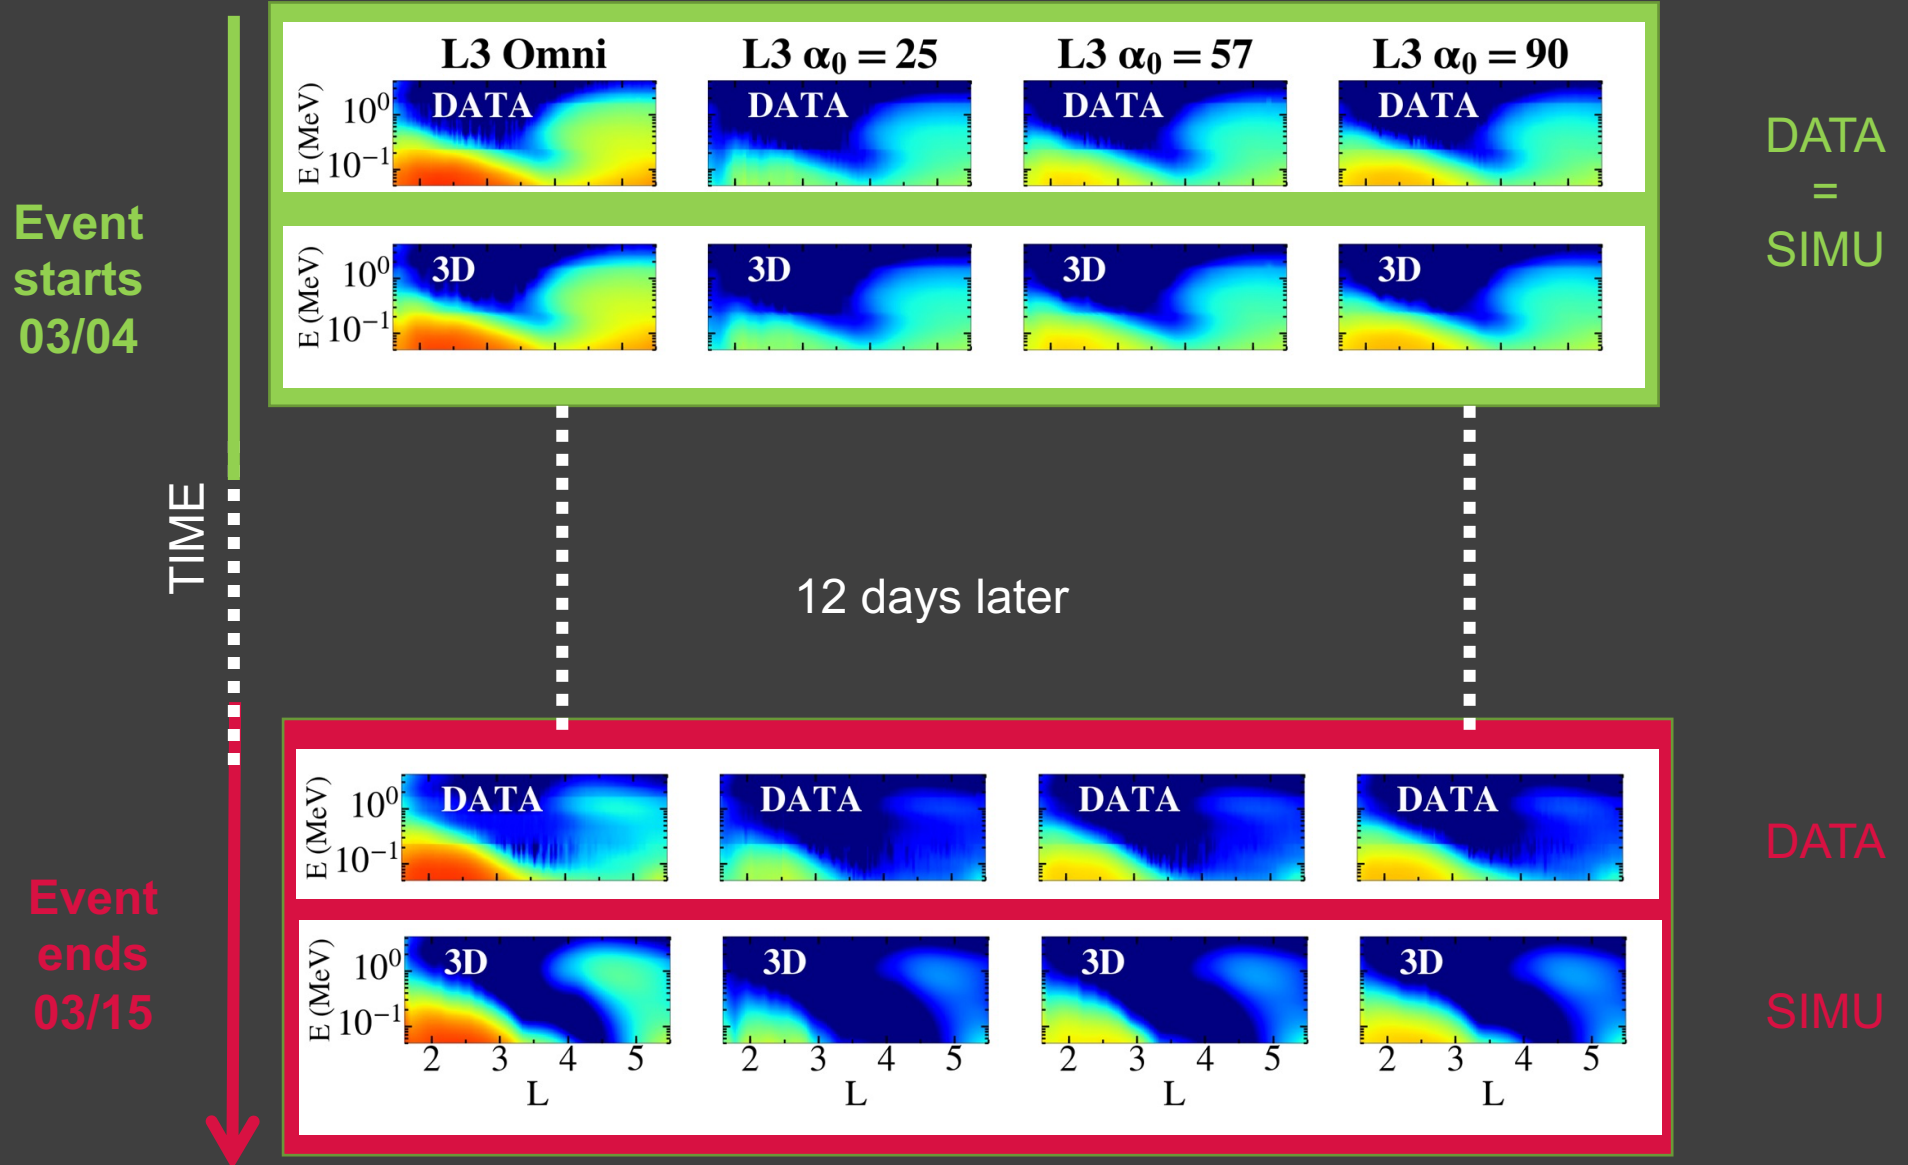 L3 Omni
L3 α₀ = 25
L3 α₀ = 57
L3 α₀ = 90
E (MeV)
10⁰
10⁻¹
DATA
DATA
DATA
DATA
DATA
=
SIMU
E (MeV)
10⁰
10⁻¹
3D
3D
3D
3D
Event
starts
03/04
TIME
12 days later
E (MeV)
10⁰
10⁻¹
DATA
DATA
DATA
DATA
DATA
Event
ends
03/15
E (MeV)
10⁰
10⁻¹
3D
3D
3D
3D
SIMU
2 3 4 5
2 3 4 5
2 3 4 5
2 3 4 5
L
L
L
L